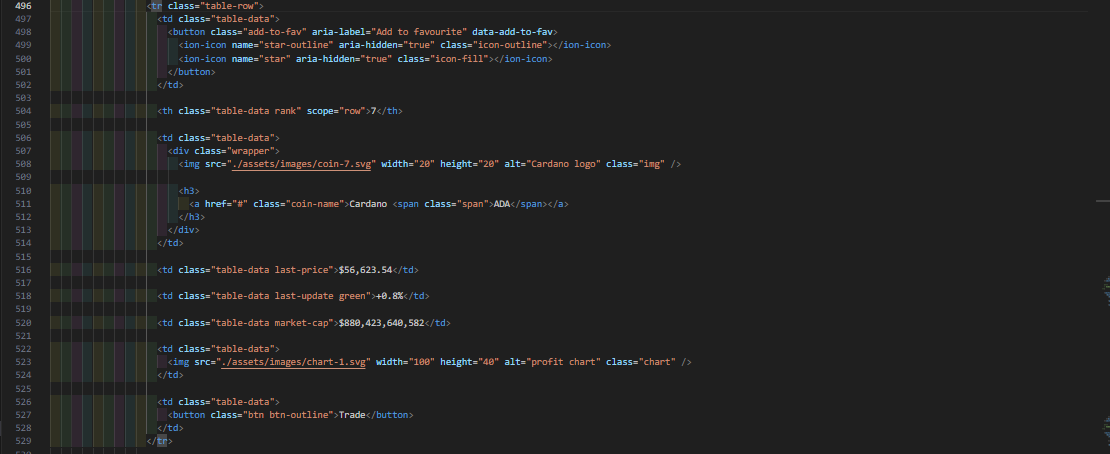 496 <tr class="table-row">
497 <td class="table-data">
498 <button class="add-to-fav" aria-label="Add to favourite" data-add-to-fav>
499 <ion-icon name="star-outline" aria-hidden="true" class="icon-outline"></ion-icon>
500 <ion-icon name="star" aria-hidden="true" class="icon-fill"></ion-icon>
501 </button>
502 </td>
503
504 <th class="table-data rank" scope="row">7</th>
505
506 <td class="table-data">
507 <div class="wrapper">
508 <img src="./assets/images/coin-7.svg" width="20" height="20" alt="Cardano logo" class="img" />
509
510 <h3>
511 <a href="#" class="coin-name">Cardano <span class="span">ADA</span></a>
512 </h3>
513 </div>
514 </td>
515
516 <td class="table-data last-price">$56,623.54</td>
517
518 <td class="table-data last-update green">+0.8%</td>
519
520 <td class="table-data market-cap">$880,423,640,582</td>
521
522 <td class="table-data">
523 <img src="./assets/images/chart-1.svg" width="100" height="40" alt="profit chart" class="chart" />
524 </td>
525
526 <td class="table-data">
527 <button class="btn btn-outline">Trade</button>
528 </td>
529 </tr>